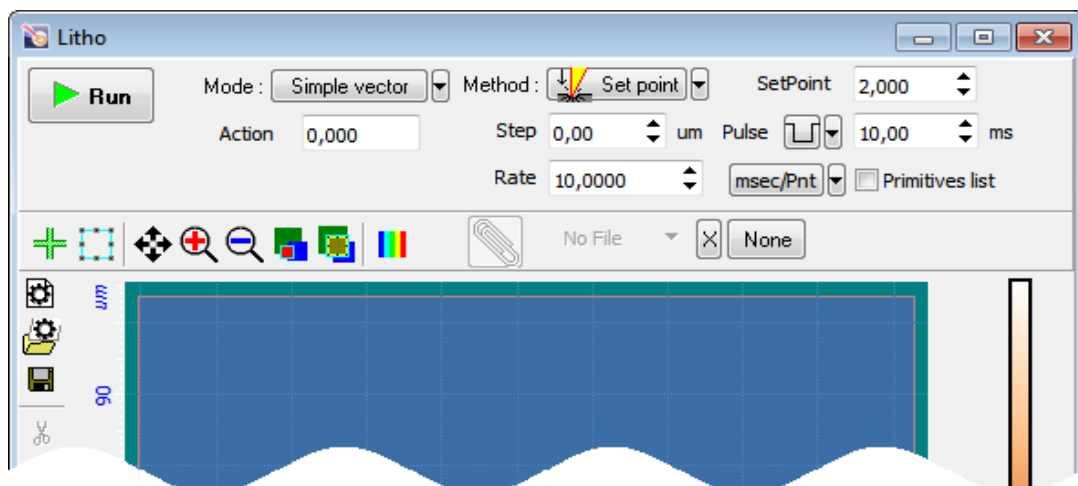 Litho
Run Mode : Simple vector Method : Set point SetPoint 2,000
Action 0,000 Step 0,00 um Pulse 10,00 ms
Rate 10,0000 msec/Pnt Primitives list
No File X None
um
90